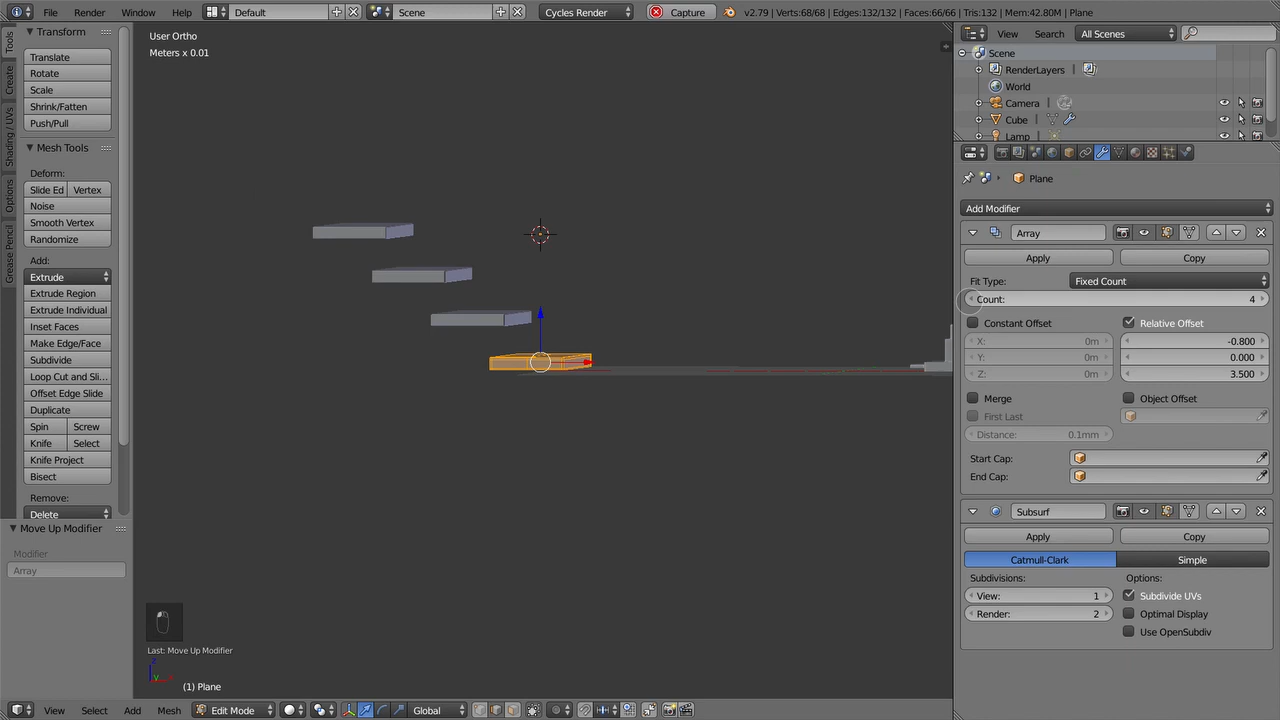 File Render Window Help Default Scene Cycles Render Capture v2.79 | Verts:68/68 | Edges:132/132 | Faces:66/66 | Tris:132 | Mem:42.80M | Plane
Tools
Create
Shading / UVs
Options
Grease Pencil
Transform
Translate
Rotate
Scale
Shrink/Fatten
Push/Pull
Mesh Tools
Deform:
Slide Ed Vertex
Noise
Smooth Vertex
Randomize
Add:
Extrude
Extrude Region
Extrude Individual
Inset Faces
Make Edge/Face
Subdivide
Loop Cut and Sli...
Offset Edge Slide
Duplicate
Spin Screw
Knife Select
Knife Project
Bisect
Remove:
Delete
Move Up Modifier
Modifier
Array
User Ortho
Meters x 0.01
Last: Move Up Modifier
z
y x
(1) Plane
View Select Add Mesh Edit Mode Global
View Search All Scenes
Scene
RenderLayers
World
Camera
Cube
Lamp
Plane
Add Modifier
Array
Apply Copy
Fit Type: Fixed Count
Count: 4
Constant Offset Relative Offset
X: 0m -0.800
Y: 0m 0.000
Z: 0m 3.500
Merge Object Offset
First Last
Distance: 0.1mm
Start Cap:
End Cap:
Subsurf
Apply Copy
Catmull-Clark Simple
Subdivisions: Options:
View: 1 Subdivide UVs
Render: 2 Optimal Display
Use OpenSubdiv